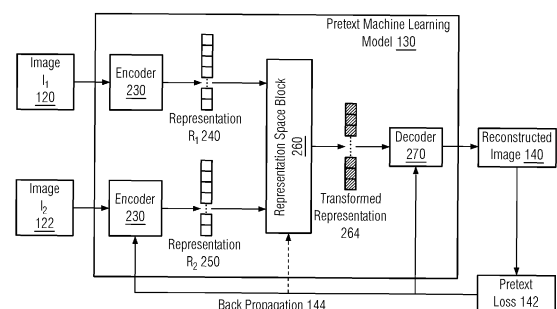 Pretext Machine Learning
Model 130
Image
I1
120
Encoder
230
Representation
R1 240
Representation Space Block
260
Transformed
Representation
264
Decoder
270
Reconstructed
Image 140
Image
I2
122
Encoder
230
Representation
R2 250
Pretext
Loss 142
Back Propagation 144